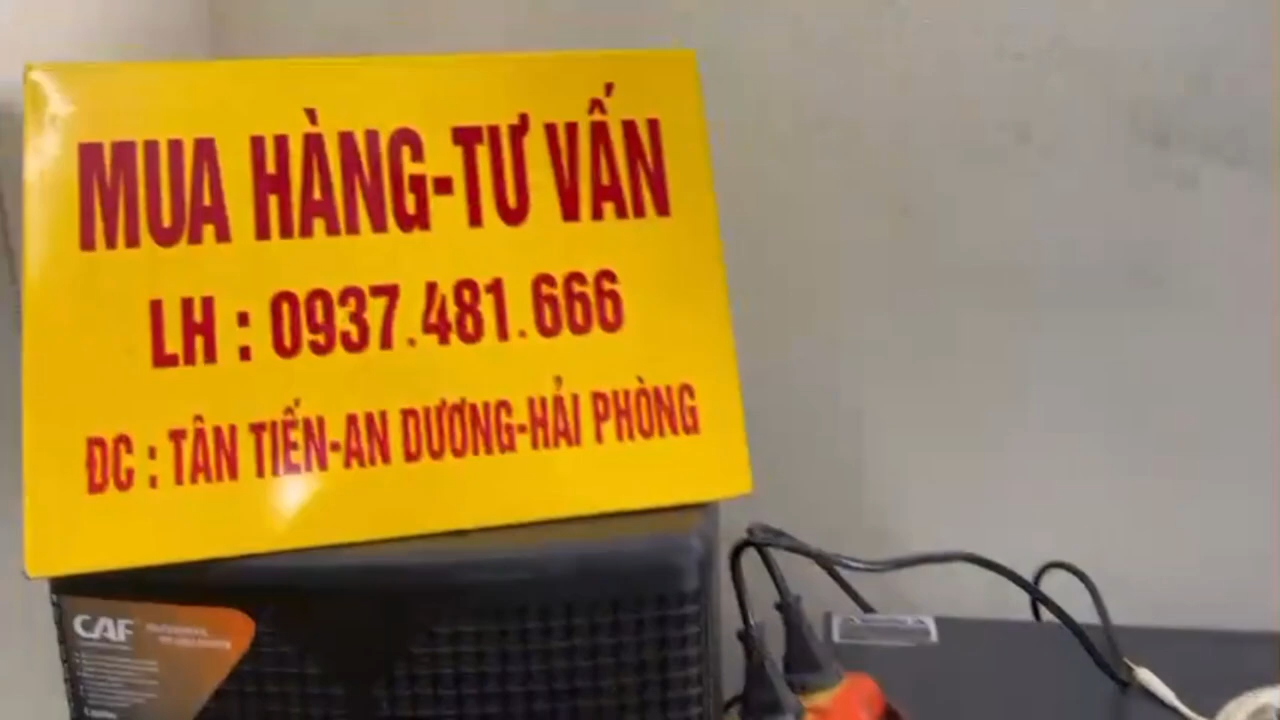 MUA HÀNG-TƯ VẤN
LH : 0937.481.666
ĐC : TÂN TIẾN-AN DƯƠNG-HẢI PHÒNG
CAF